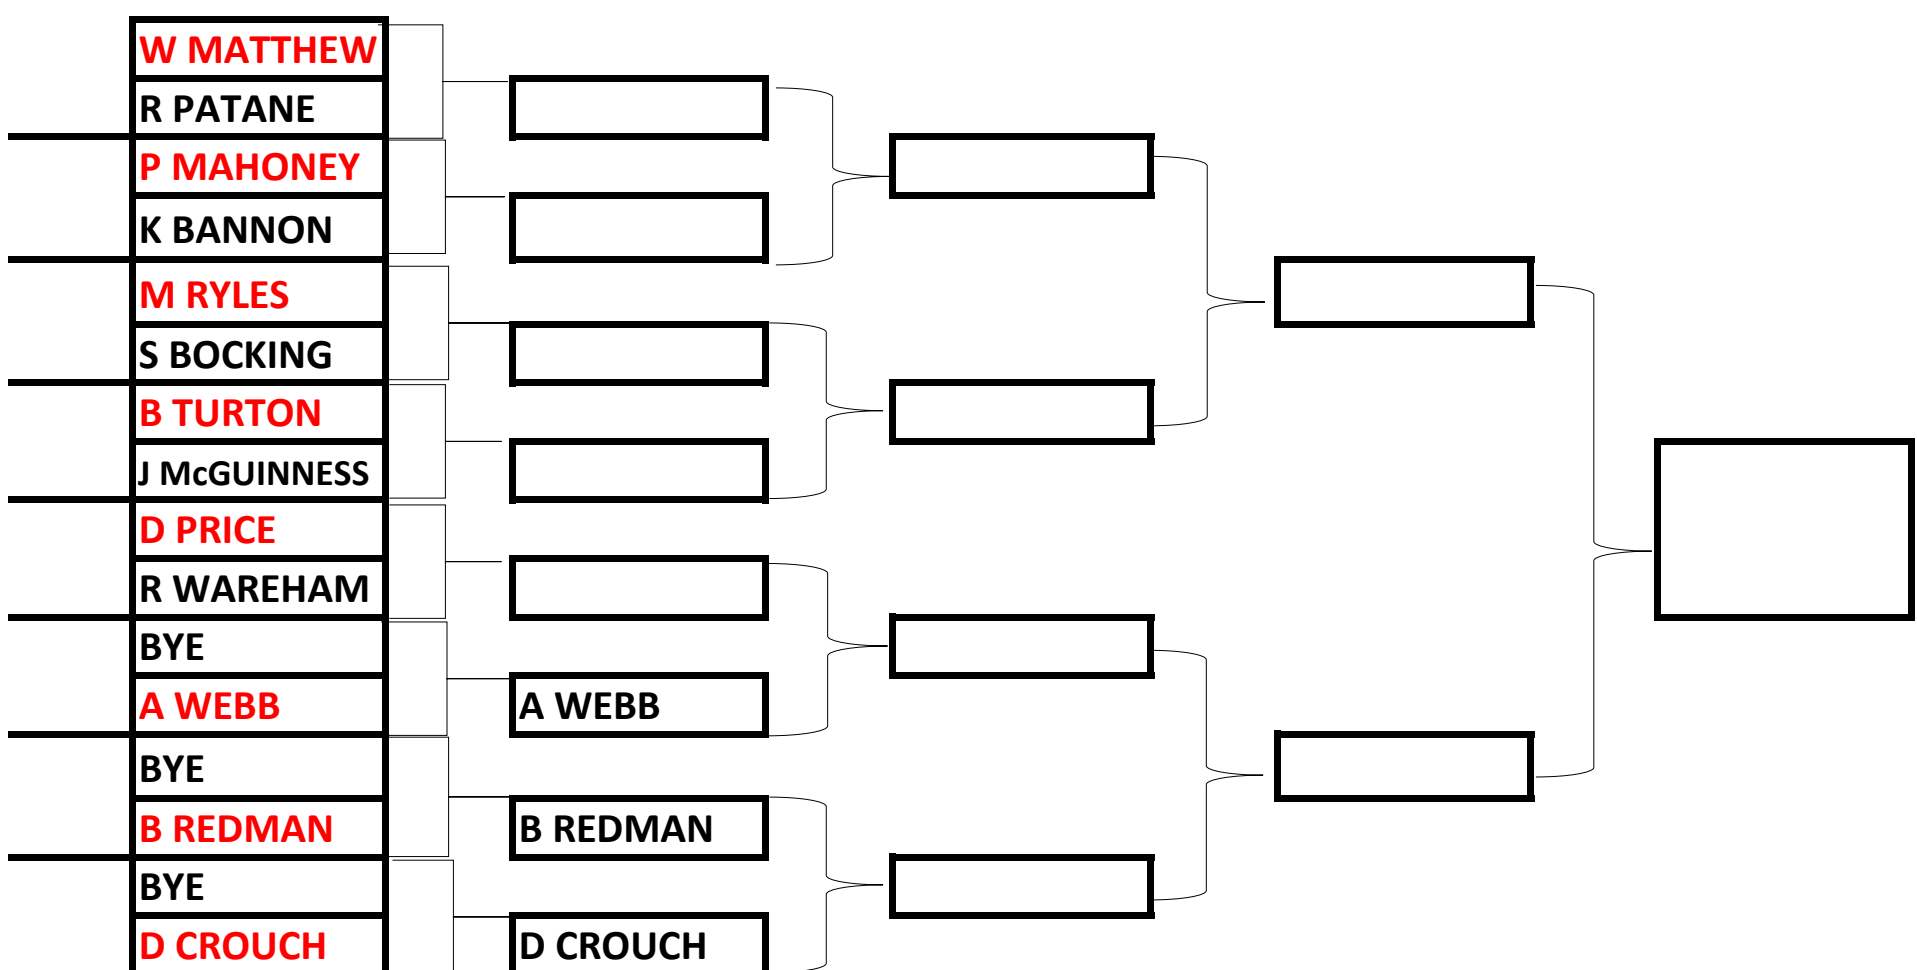 W MATTHEW
R PATANE
P MAHONEY
K BANNON
M RYLES
S BOCKING
B TURTON
J McGUINNESS
D PRICE
R WAREHAM
BYE
A WEBB
A WEBB
BYE
B REDMAN
B REDMAN
BYE
D CROUCH
D CROUCH